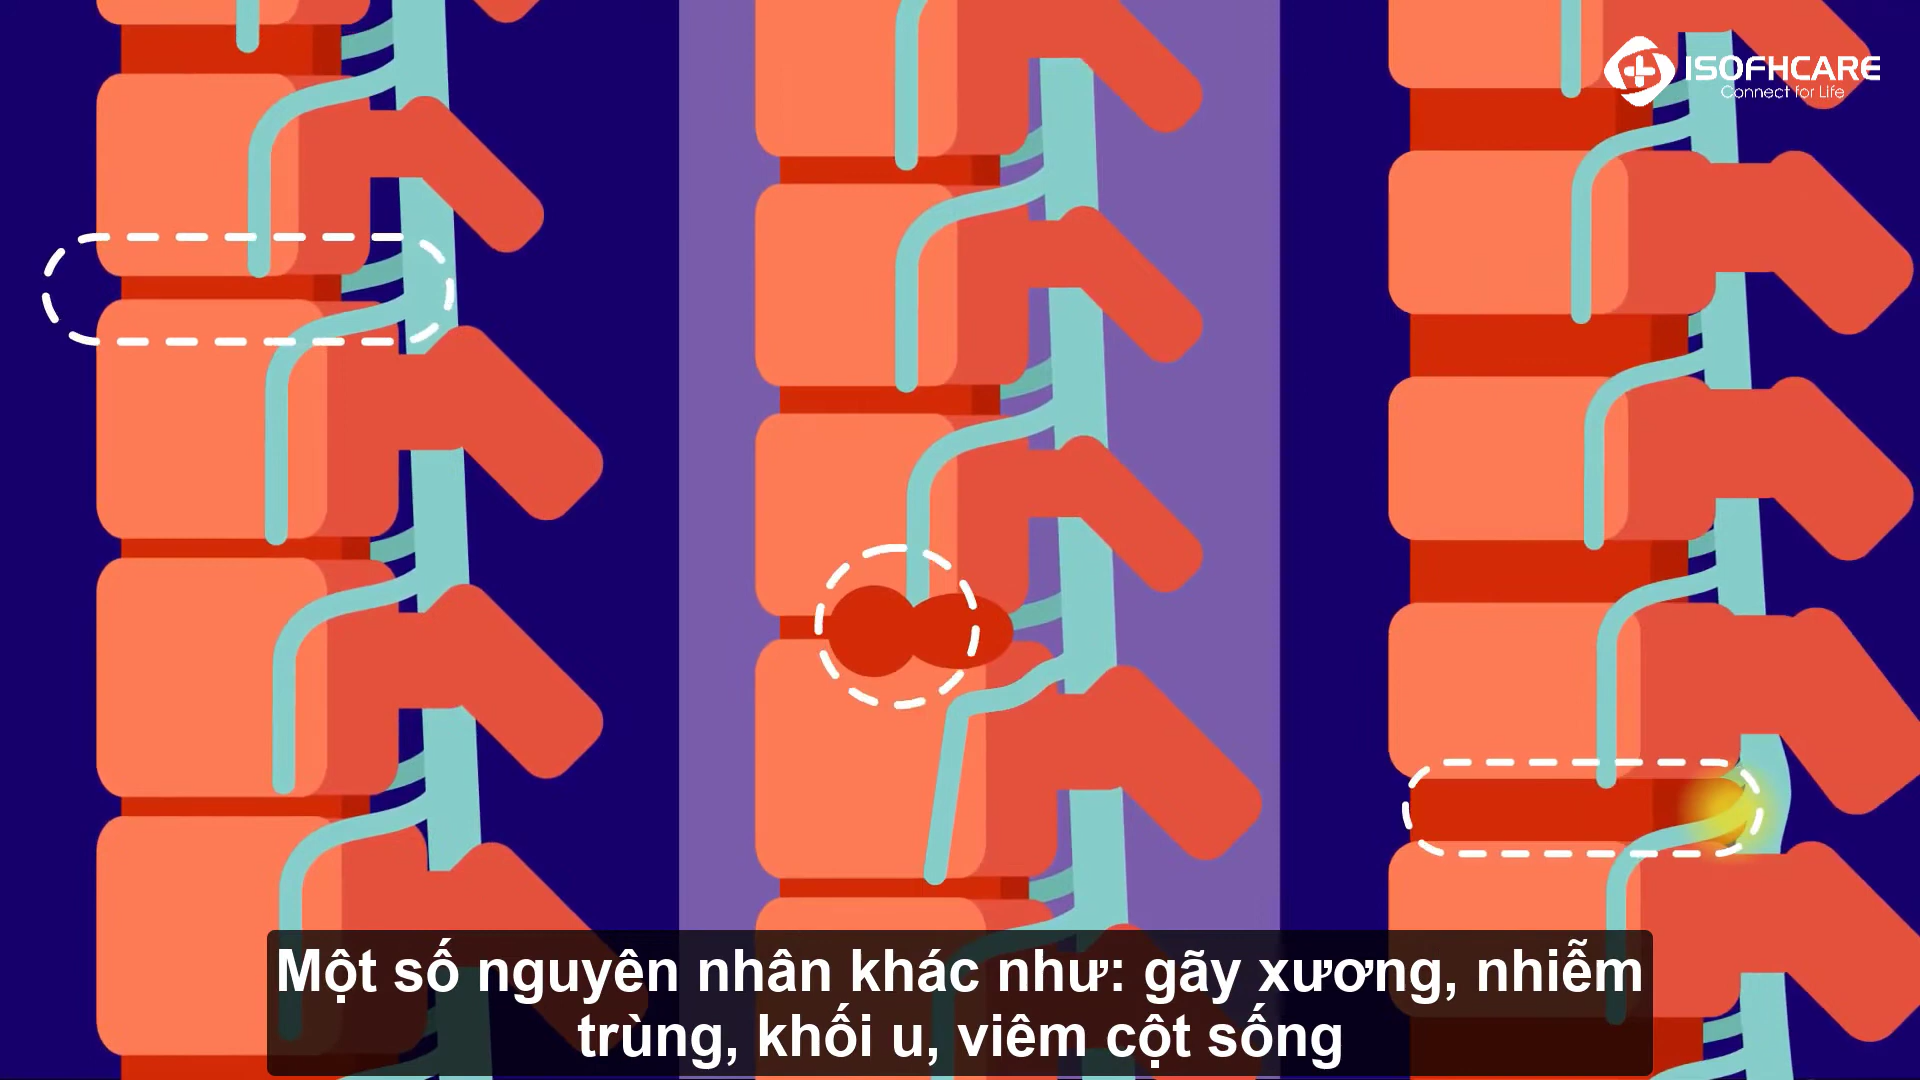 ISOFHCARE
Connect for Life
Một số nguyên nhân khác như: gãy xương, nhiễm
trùng, khối u, viêm cột sống